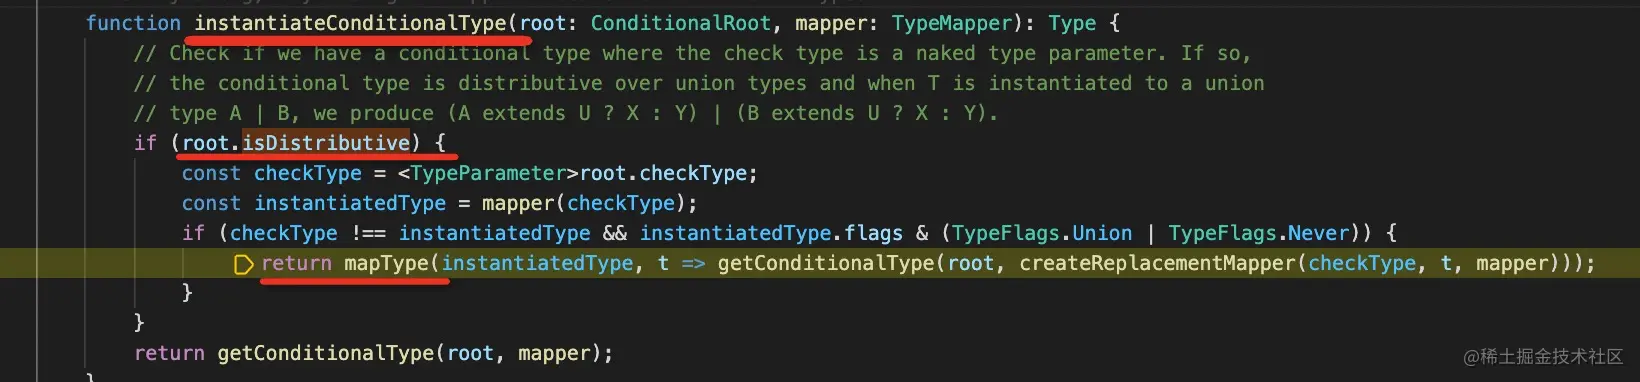 function instantiateConditionalType(root: ConditionalRoot, mapper: TypeMapper): Type {
// Check if we have a conditional type where the check type is a naked type parameter. If so,
// the conditional type is distributive over union types and when T is instantiated to a union
// type A | B, we produce (A extends U ? X : Y) | (B extends U ? X : Y).
if (root.isDistributive) {
const checkType = <TypeParameter>root.checkType;
const instantiatedType = mapper(checkType);
if (checkType !== instantiatedType && instantiatedType.flags & (TypeFlags.Union | TypeFlags.Never)) {
return mapType(instantiatedType, t => getConditionalType(root, createReplacementMapper(checkType, t, mapper)));
}
}
return getConditionalType(root, mapper);
@稀土掘金技术社区